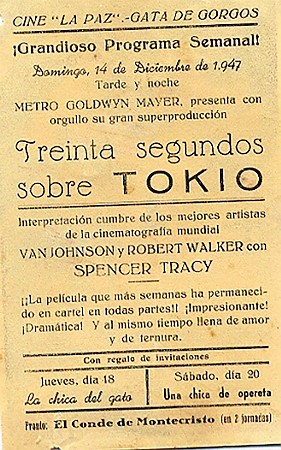 CINE "LA PAZ".-GATA DE GORGOS
¡Grandioso Programa Semanal!
Domingo, 14 de Diciembre de 1.947
Tarde y noche
METRO GOLDWYN MAYER, presenta con
orgullo su gran superproducción
Treinta segundos
sobre TOKIO
Interpretación cumbre de los mejores artistas
de la cinematografía mundial
VAN JOHNSON y ROBERT WALKER con
SPENCER TRACY
¡¡La película que más semanas ha permaneci-
do en cartel en todas partes!! ¡Impresionante!
¡Dramática! Y al mismo tiempo llena de amor
y de ternura.
Con regalo de invitaciones
Jueves, día 18
La chica del gato
Sábado, día 20
Una chica de opereta
Pronto: El Conde de Montecristo (en 2 jornadas)